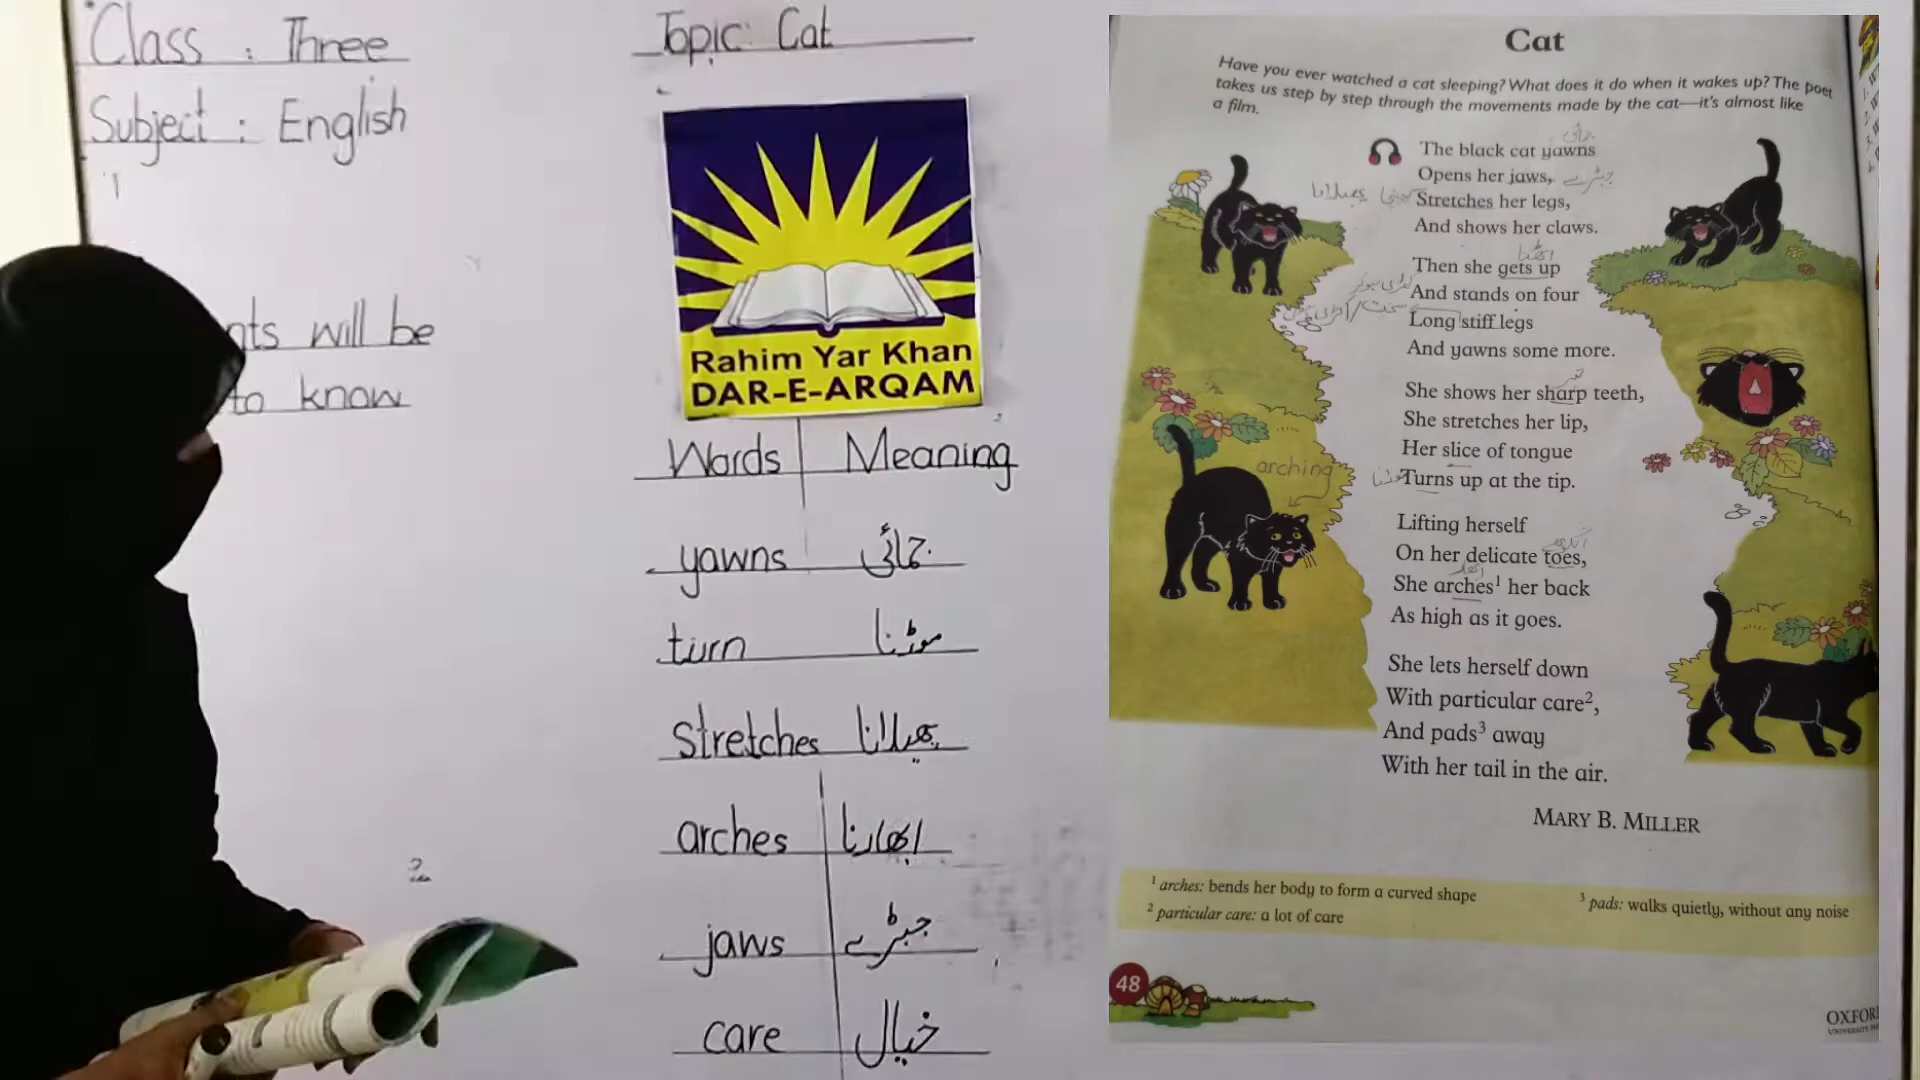 Class : Three
Subject : English
nts will be
to know
Topic: Cat
Rahim Yar Khan
DAR-E-ARQAM
Words Meaning
yawns جمائی
turn موڑنا
stretches پھیلانا
arches ابھارنا
jaws جبڑے
care خیال
Cat
Have you ever watched a cat sleeping? What does it do when it wakes up? The poet
takes us step by step through the movements made by the cat—it's almost like
a film.
جمائی
The black cat yawns
Opens her jaws, جبڑے
Stretches her legs, کھینچنا پھیلانا
And shows her claws.
اٹھنا
Then she gets up
And stands on four
Long stiff legs
And yawns some more.
She shows her sharp teeth,
She stretches her lip,
Her slice of tongue
Turns up at the tip. موڑنا
arching
Lifting herself
On her delicate toes,
She arches¹ her back
As high as it goes.
She lets herself down
With particular care²,
And pads³ away
With her tail in the air.
MARY B. MILLER
¹ arches: bends her body to form a curved shape
² particular care: a lot of care
³ pads: walks quietly, without any noise
48
OXFOR
UNIVERSITY